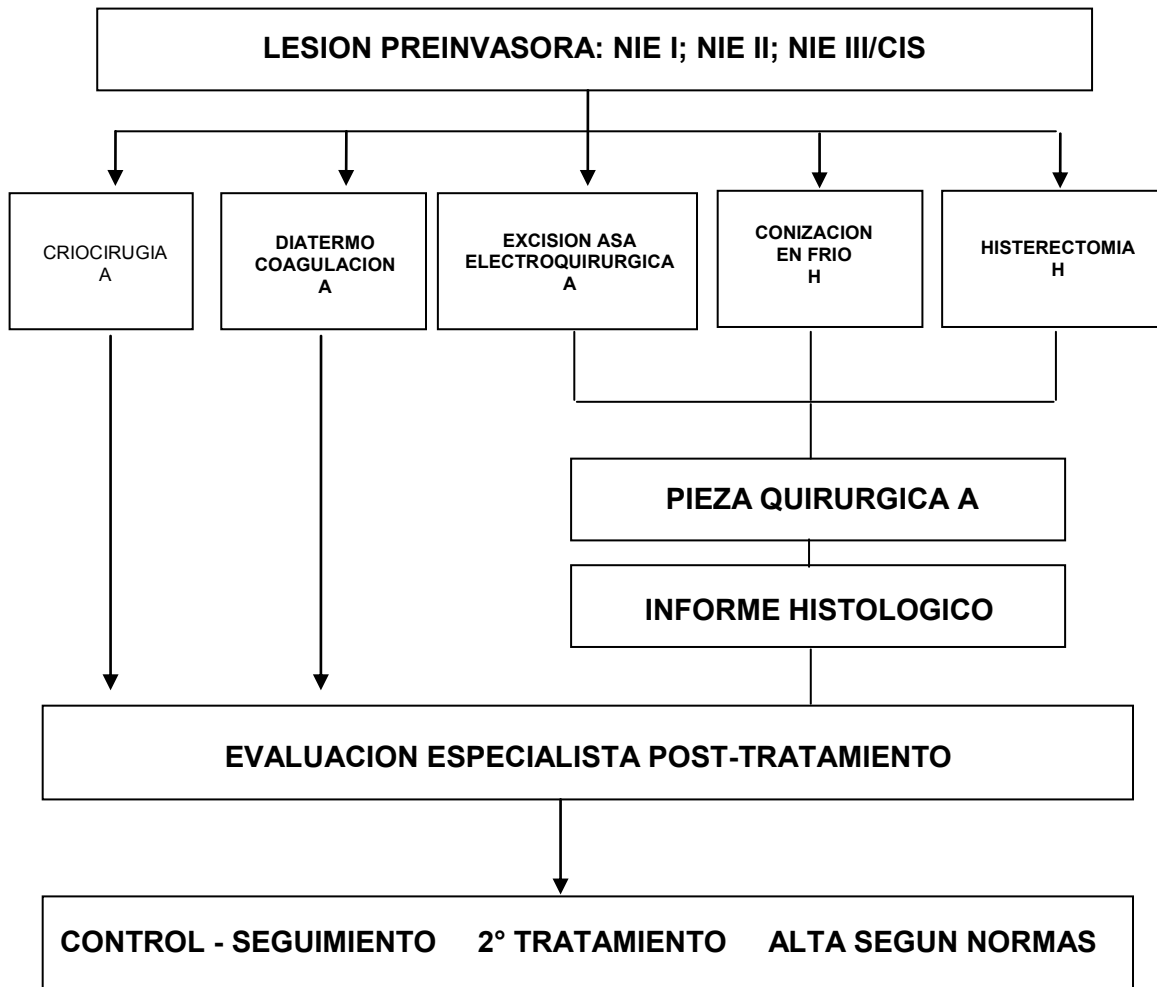 LESION PREINVASORA: NIE I; NIE II; NIE III/CIS
CRIOCIRUGIA
A
DIATERMO
COAGULACION
A
EXCISION ASA
ELECTROQUIRURGICA
A
CONIZACION
EN FRIO
H
HISTERECTOMIA
H
PIEZA QUIRURGICA A
INFORME HISTOLOGICO
EVALUACION ESPECIALISTA POST-TRATAMIENTO
CONTROL - SEGUIMIENTO 2° TRATAMIENTO ALTA SEGUN NORMAS